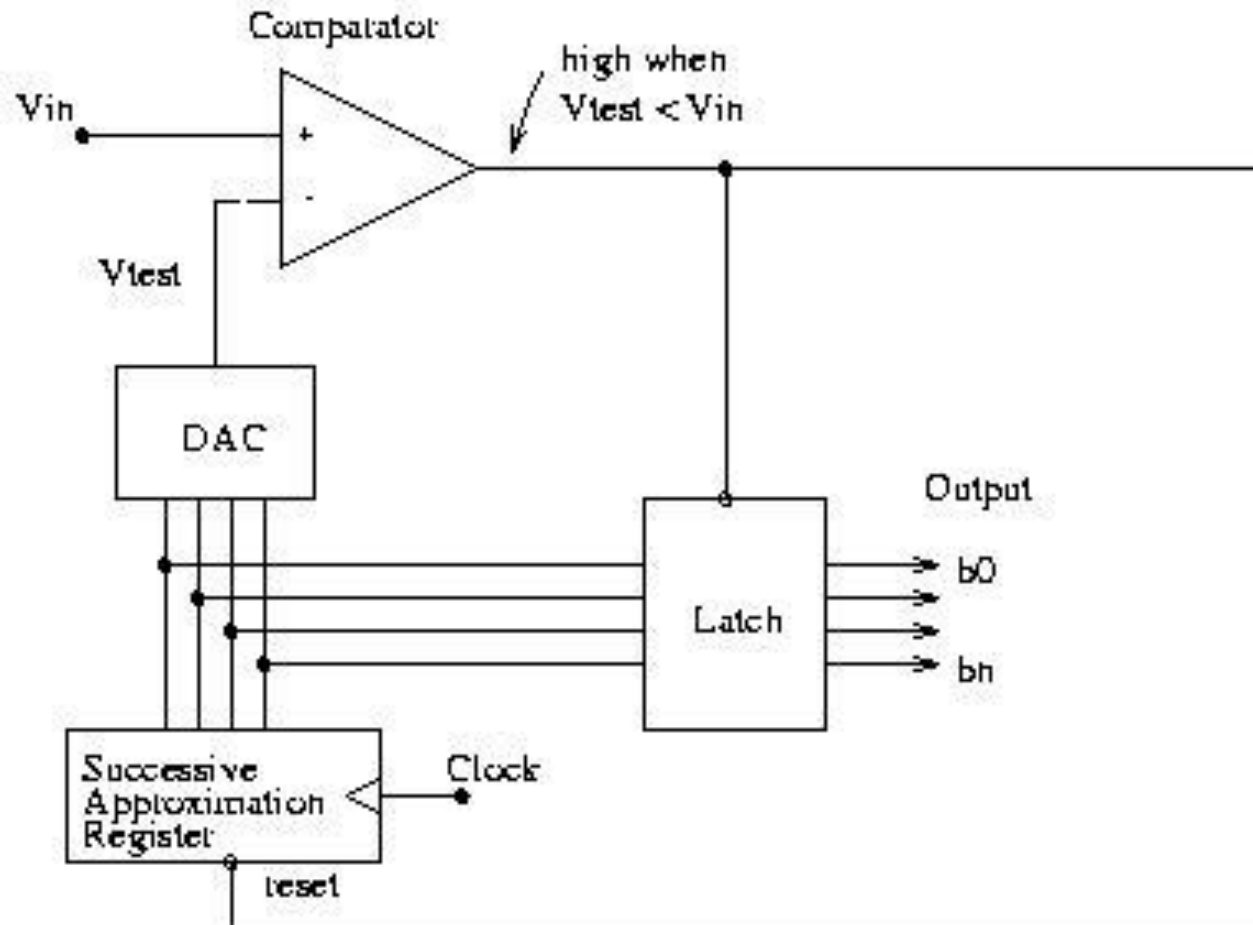 Comparator
high when
Vtest < Vin
Vin
+
-
Vtest
DAC
Output
b0
Latch
bn
Successive
Approximation
Register
Clock
reset